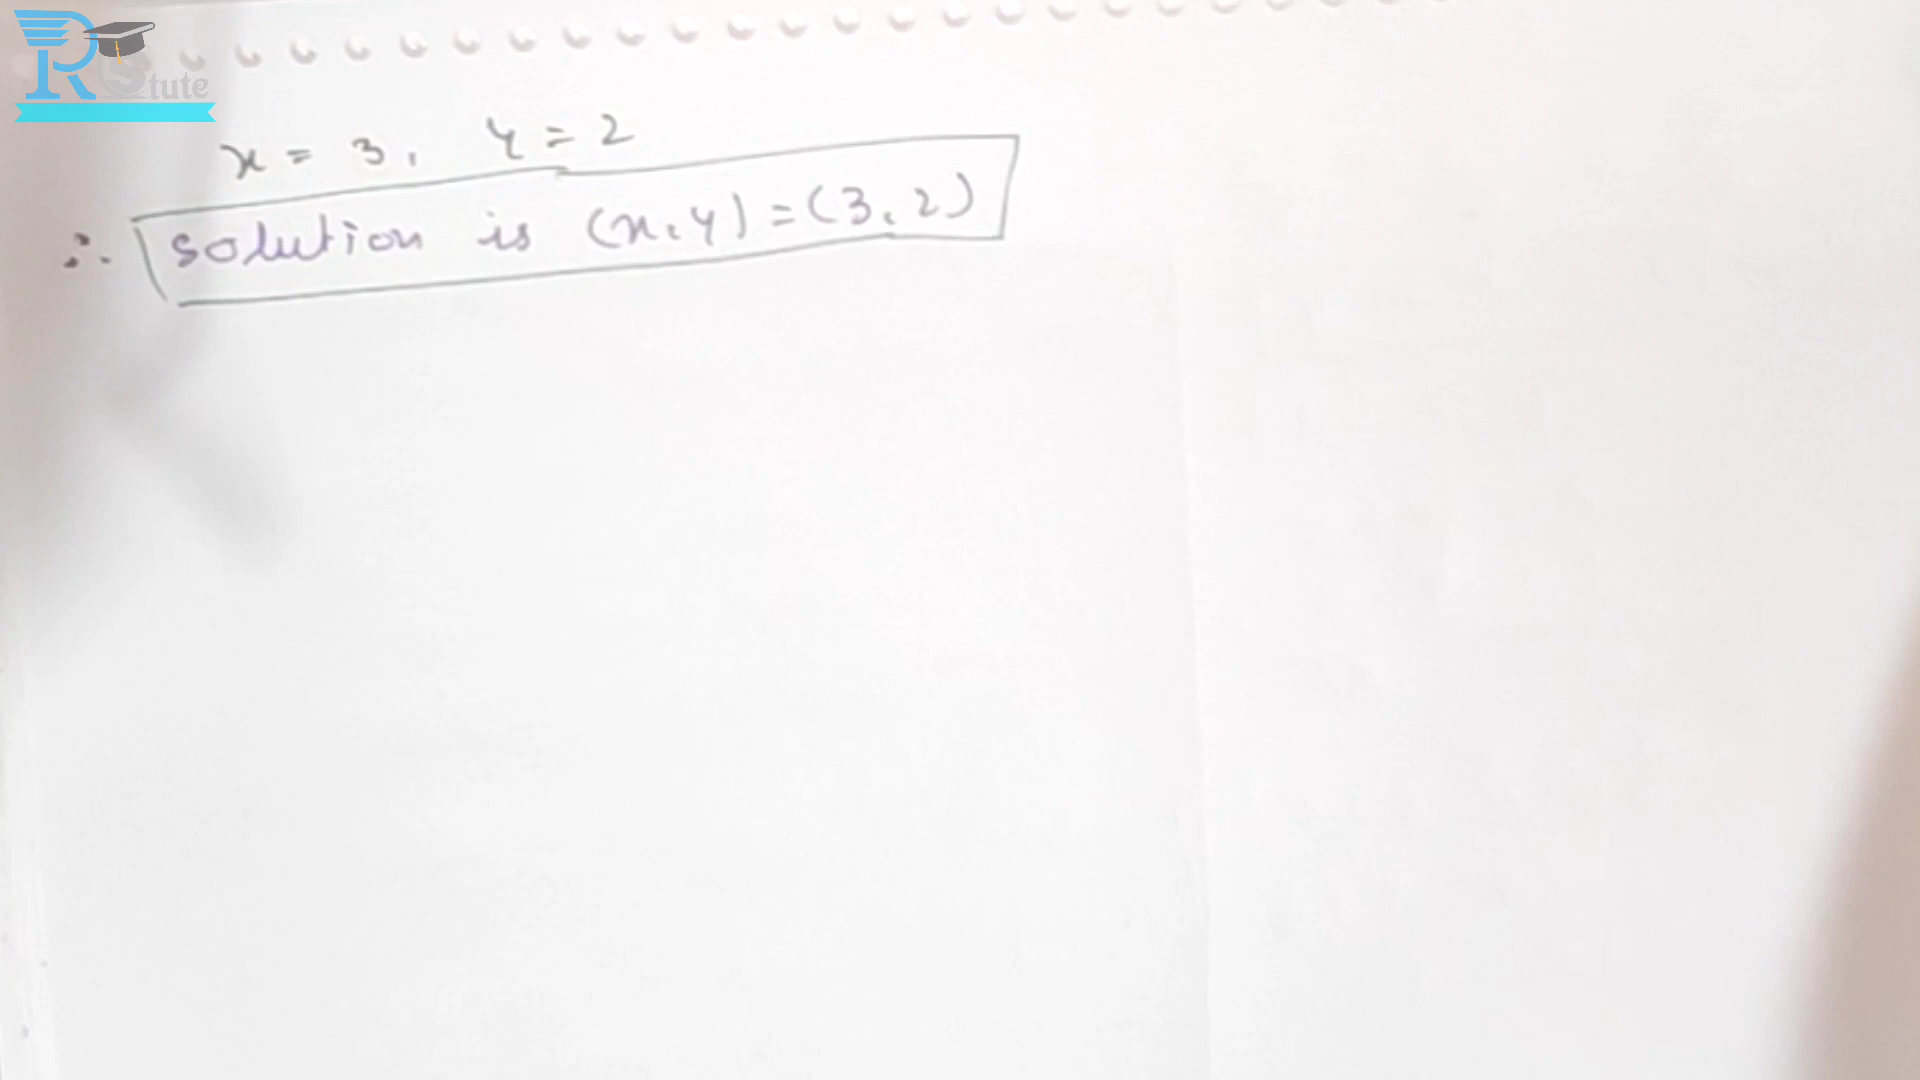 RStute
x = 3, y = 2
∴ solution is (x, y) = (3, 2)